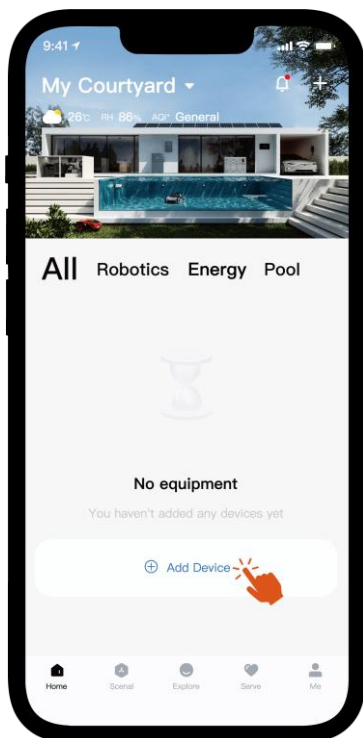 9:41
My Courtyard
26°C RH 86% AQI* General
All Robotics Energy Pool
No equipment
You haven't added any devices yet
Add Device
Home Scenal Explore Serve Me